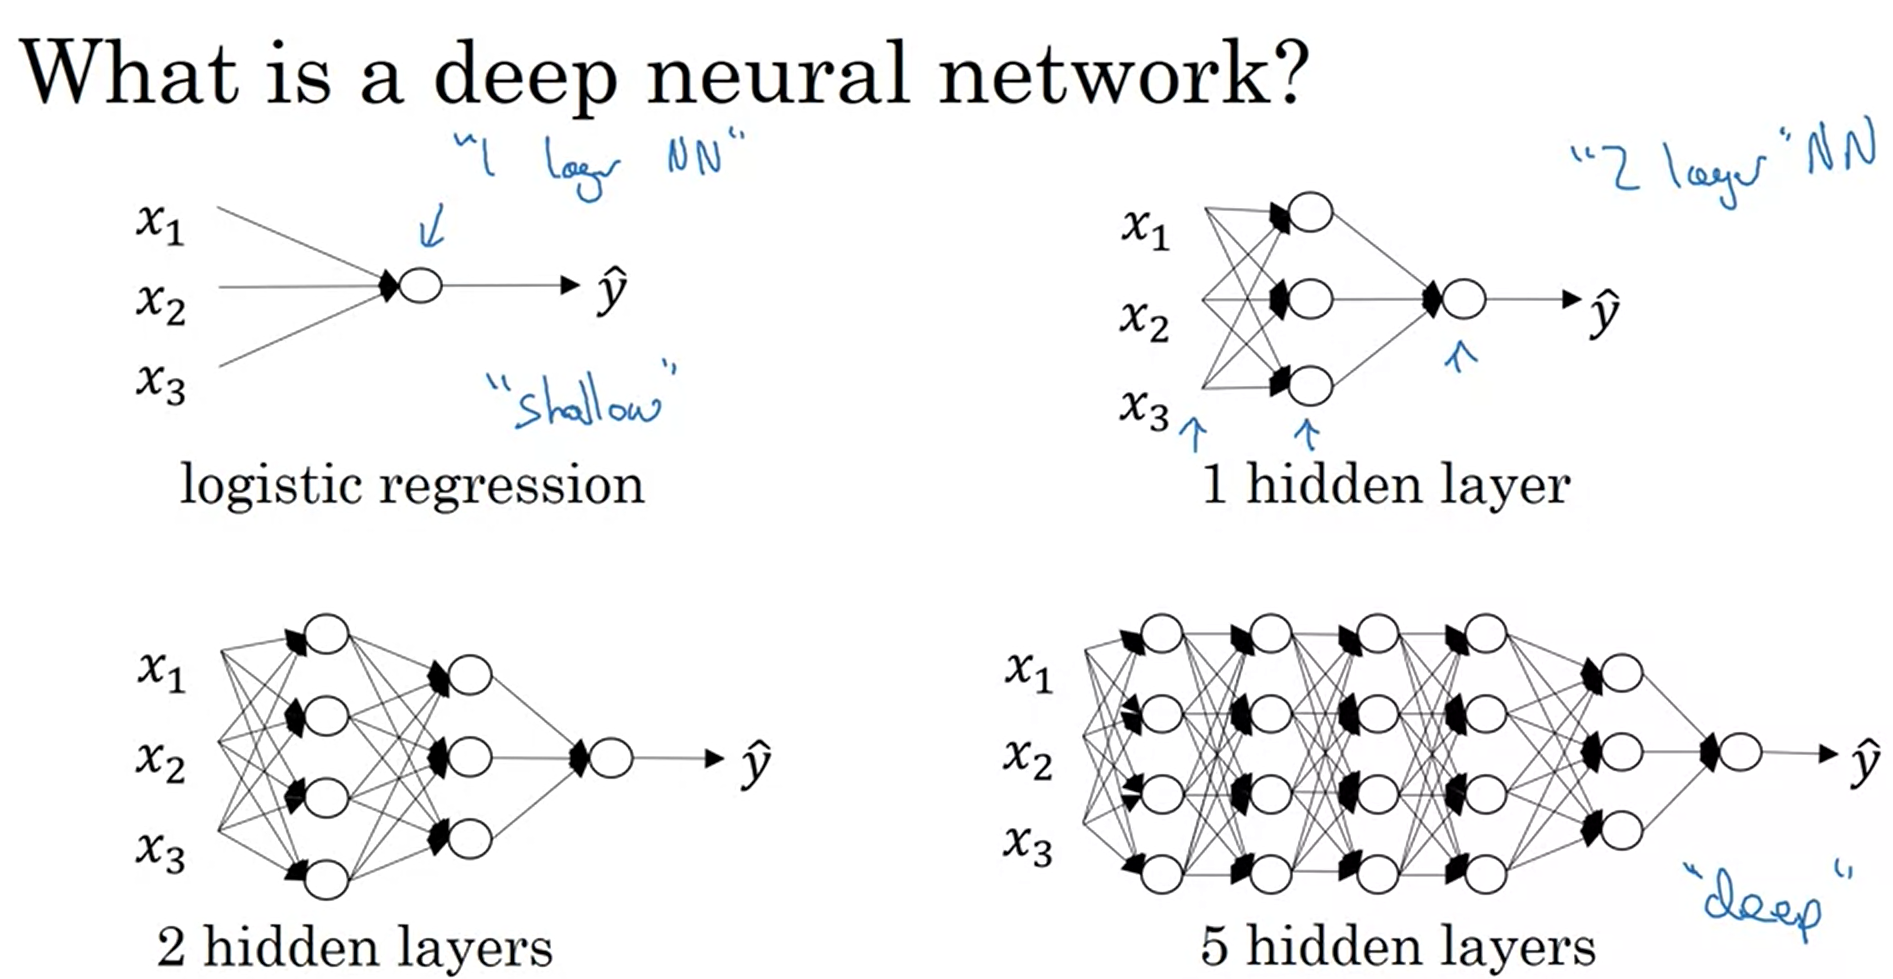 What is a deep neural network?
"1 layer NN"
x₁
x₂
x₃
ŷ
"shallow"
logistic regression
"2 layer" NN
x₁
x₂
x₃
ŷ
1 hidden layer
x₁
x₂
x₃
ŷ
2 hidden layers
x₁
x₂
x₃
ŷ
"deep"
5 hidden layers